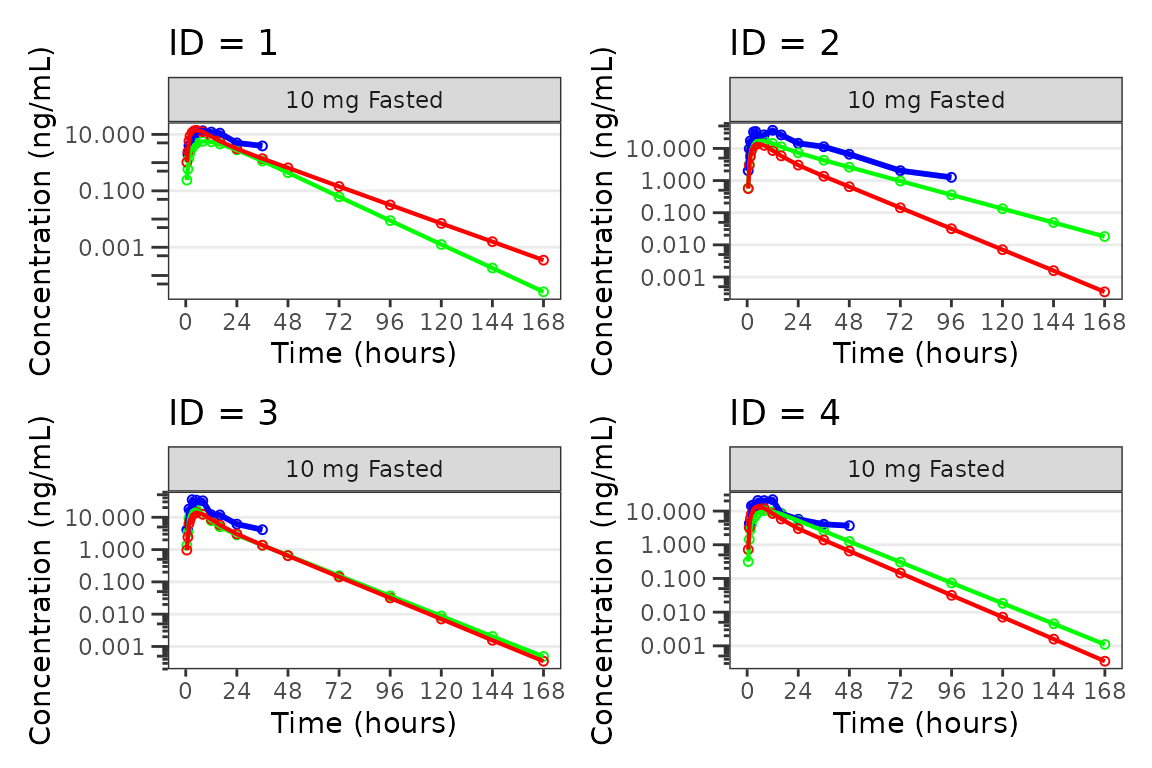 ID = 1
10 mg Fasted
Concentration (ng/mL)
10.000
0.100
0.001
0 24 48 72 96 120 144 168
Time (hours)
ID = 2
10 mg Fasted
Concentration (ng/mL)
10.000
1.000
0.100
0.010
0.001
0 24 48 72 96 120 144 168
Time (hours)
ID = 3
10 mg Fasted
Concentration (ng/mL)
10.000
1.000
0.100
0.010
0.001
0 24 48 72 96 120 144 168
Time (hours)
ID = 4
10 mg Fasted
Concentration (ng/mL)
10.000
1.000
0.100
0.010
0.001
0 24 48 72 96 120 144 168
Time (hours)